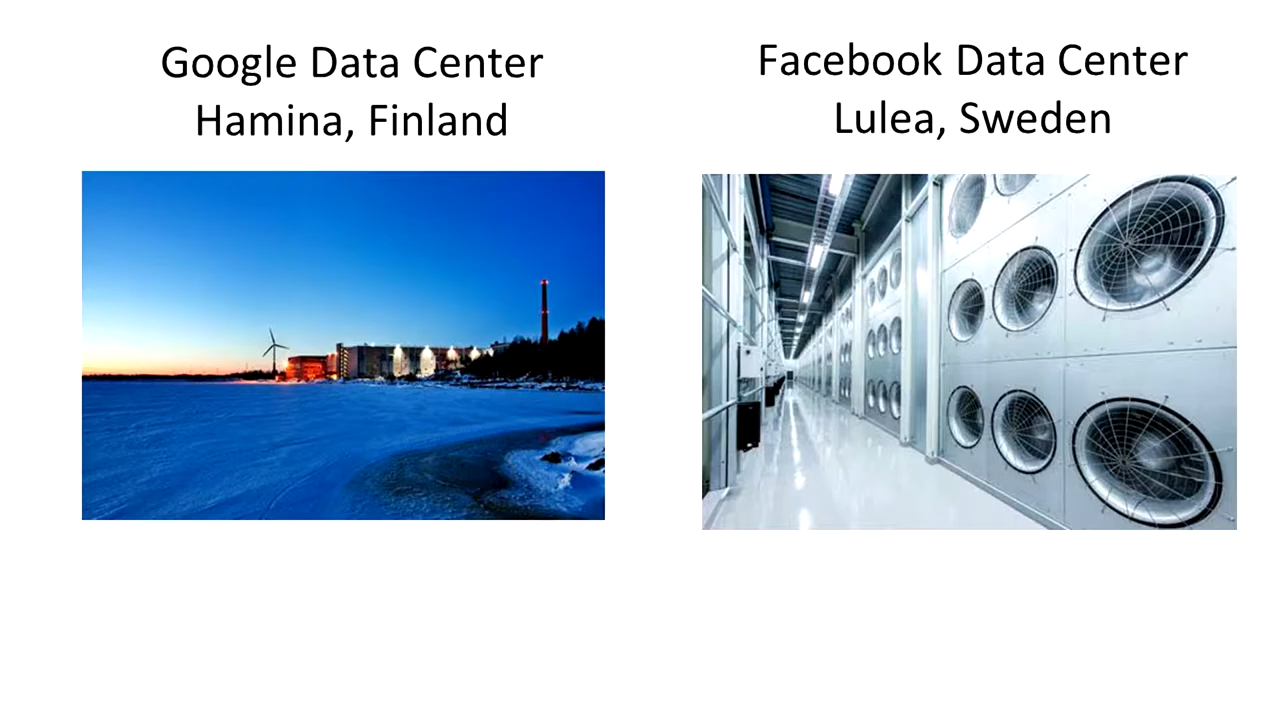 Google Data Center
Hamina, Finland
Facebook Data Center
Lulea, Sweden